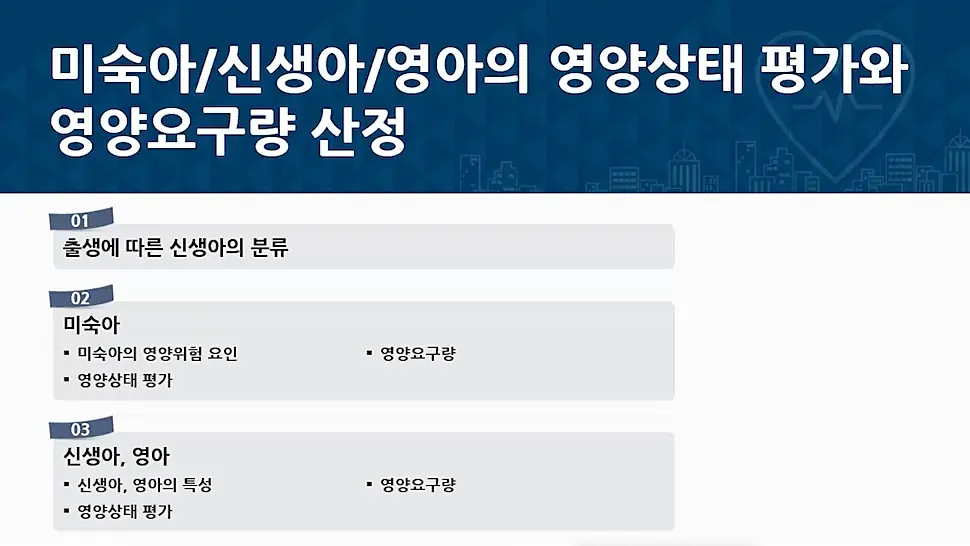 미숙아/신생아/영아의 영양상태 평가와
영양요구량 산정
01
출생에 따른 신생아의 분류
02
미숙아
▪ 미숙아의 영양위험 요인
▪ 영양요구량
▪ 영양상태 평가
03
신생아, 영아
▪ 신생아, 영아의 특성
▪ 영양요구량
▪ 영양상태 평가